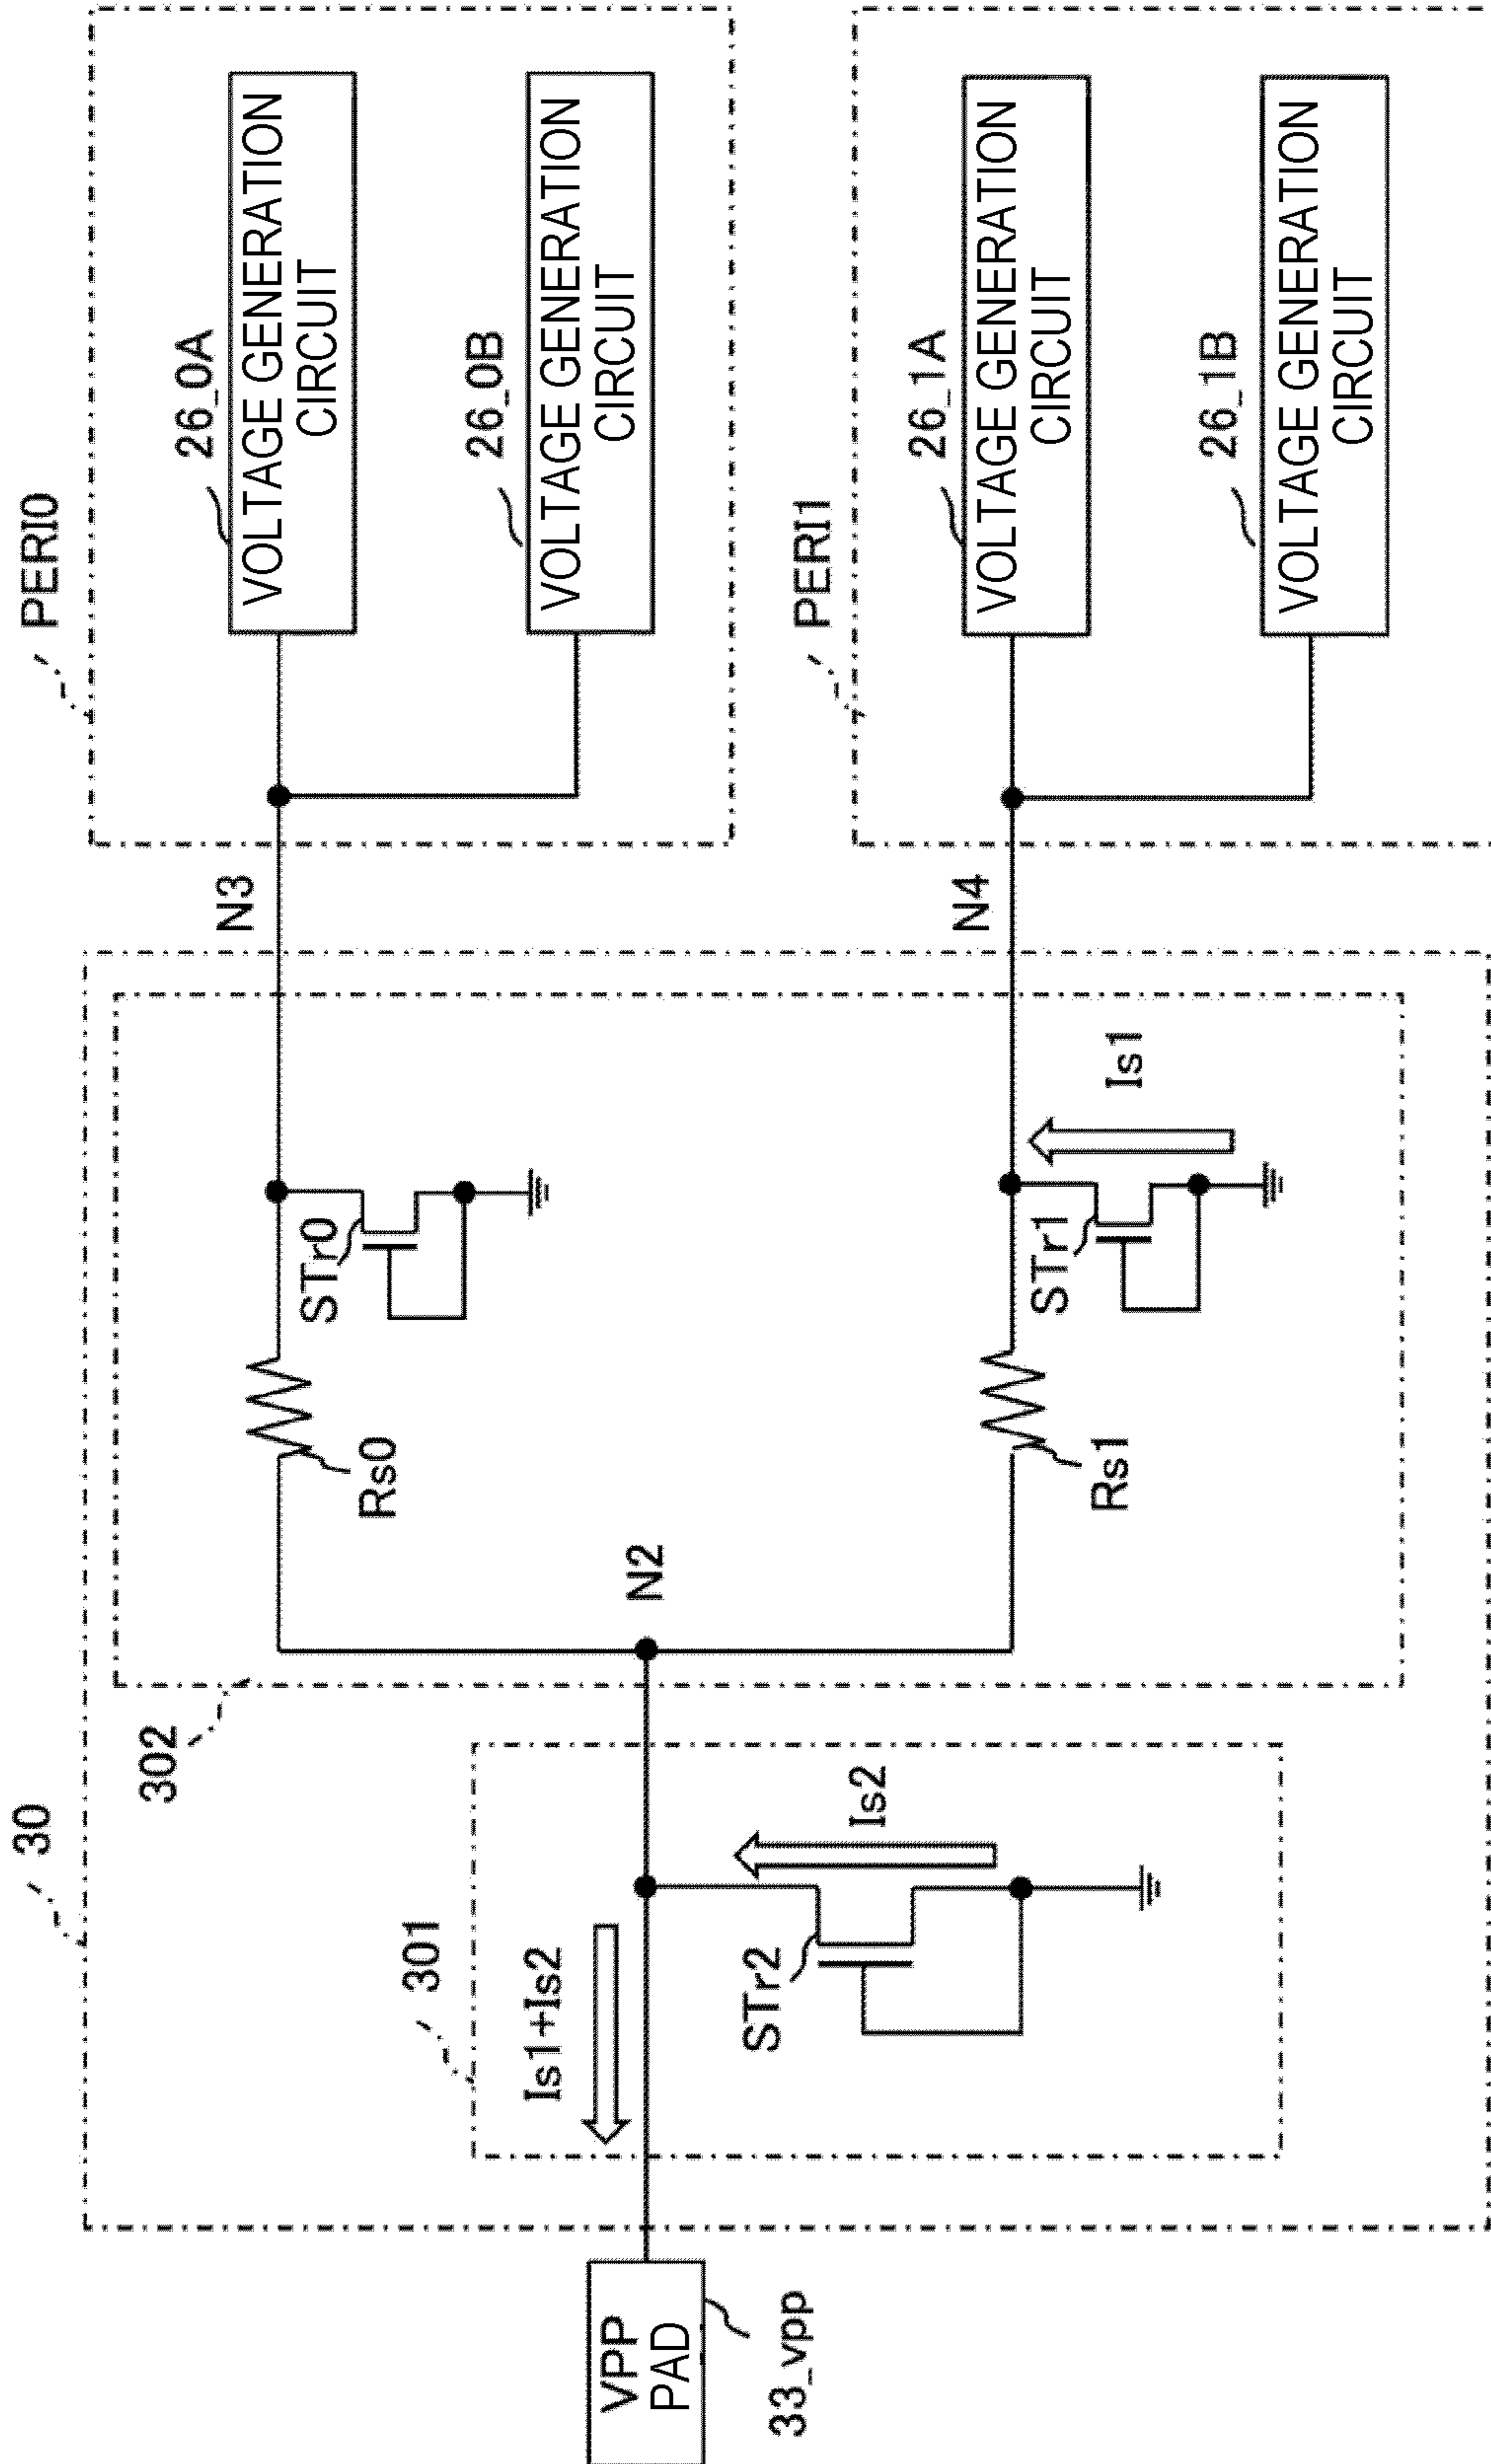 30
302
301
Is1+Is2
STr2
Is2
VPP
PAD
33_vpp
N2
Rs0
STr0
N3
Rs1
STr1
Is1
N4
PERI0
26_0A
VOLTAGE GENERATION
CIRCUIT
26_0B
VOLTAGE GENERATION
CIRCUIT
PERI1
26_1A
VOLTAGE GENERATION
CIRCUIT
26_1B
VOLTAGE GENERATION
CIRCUIT